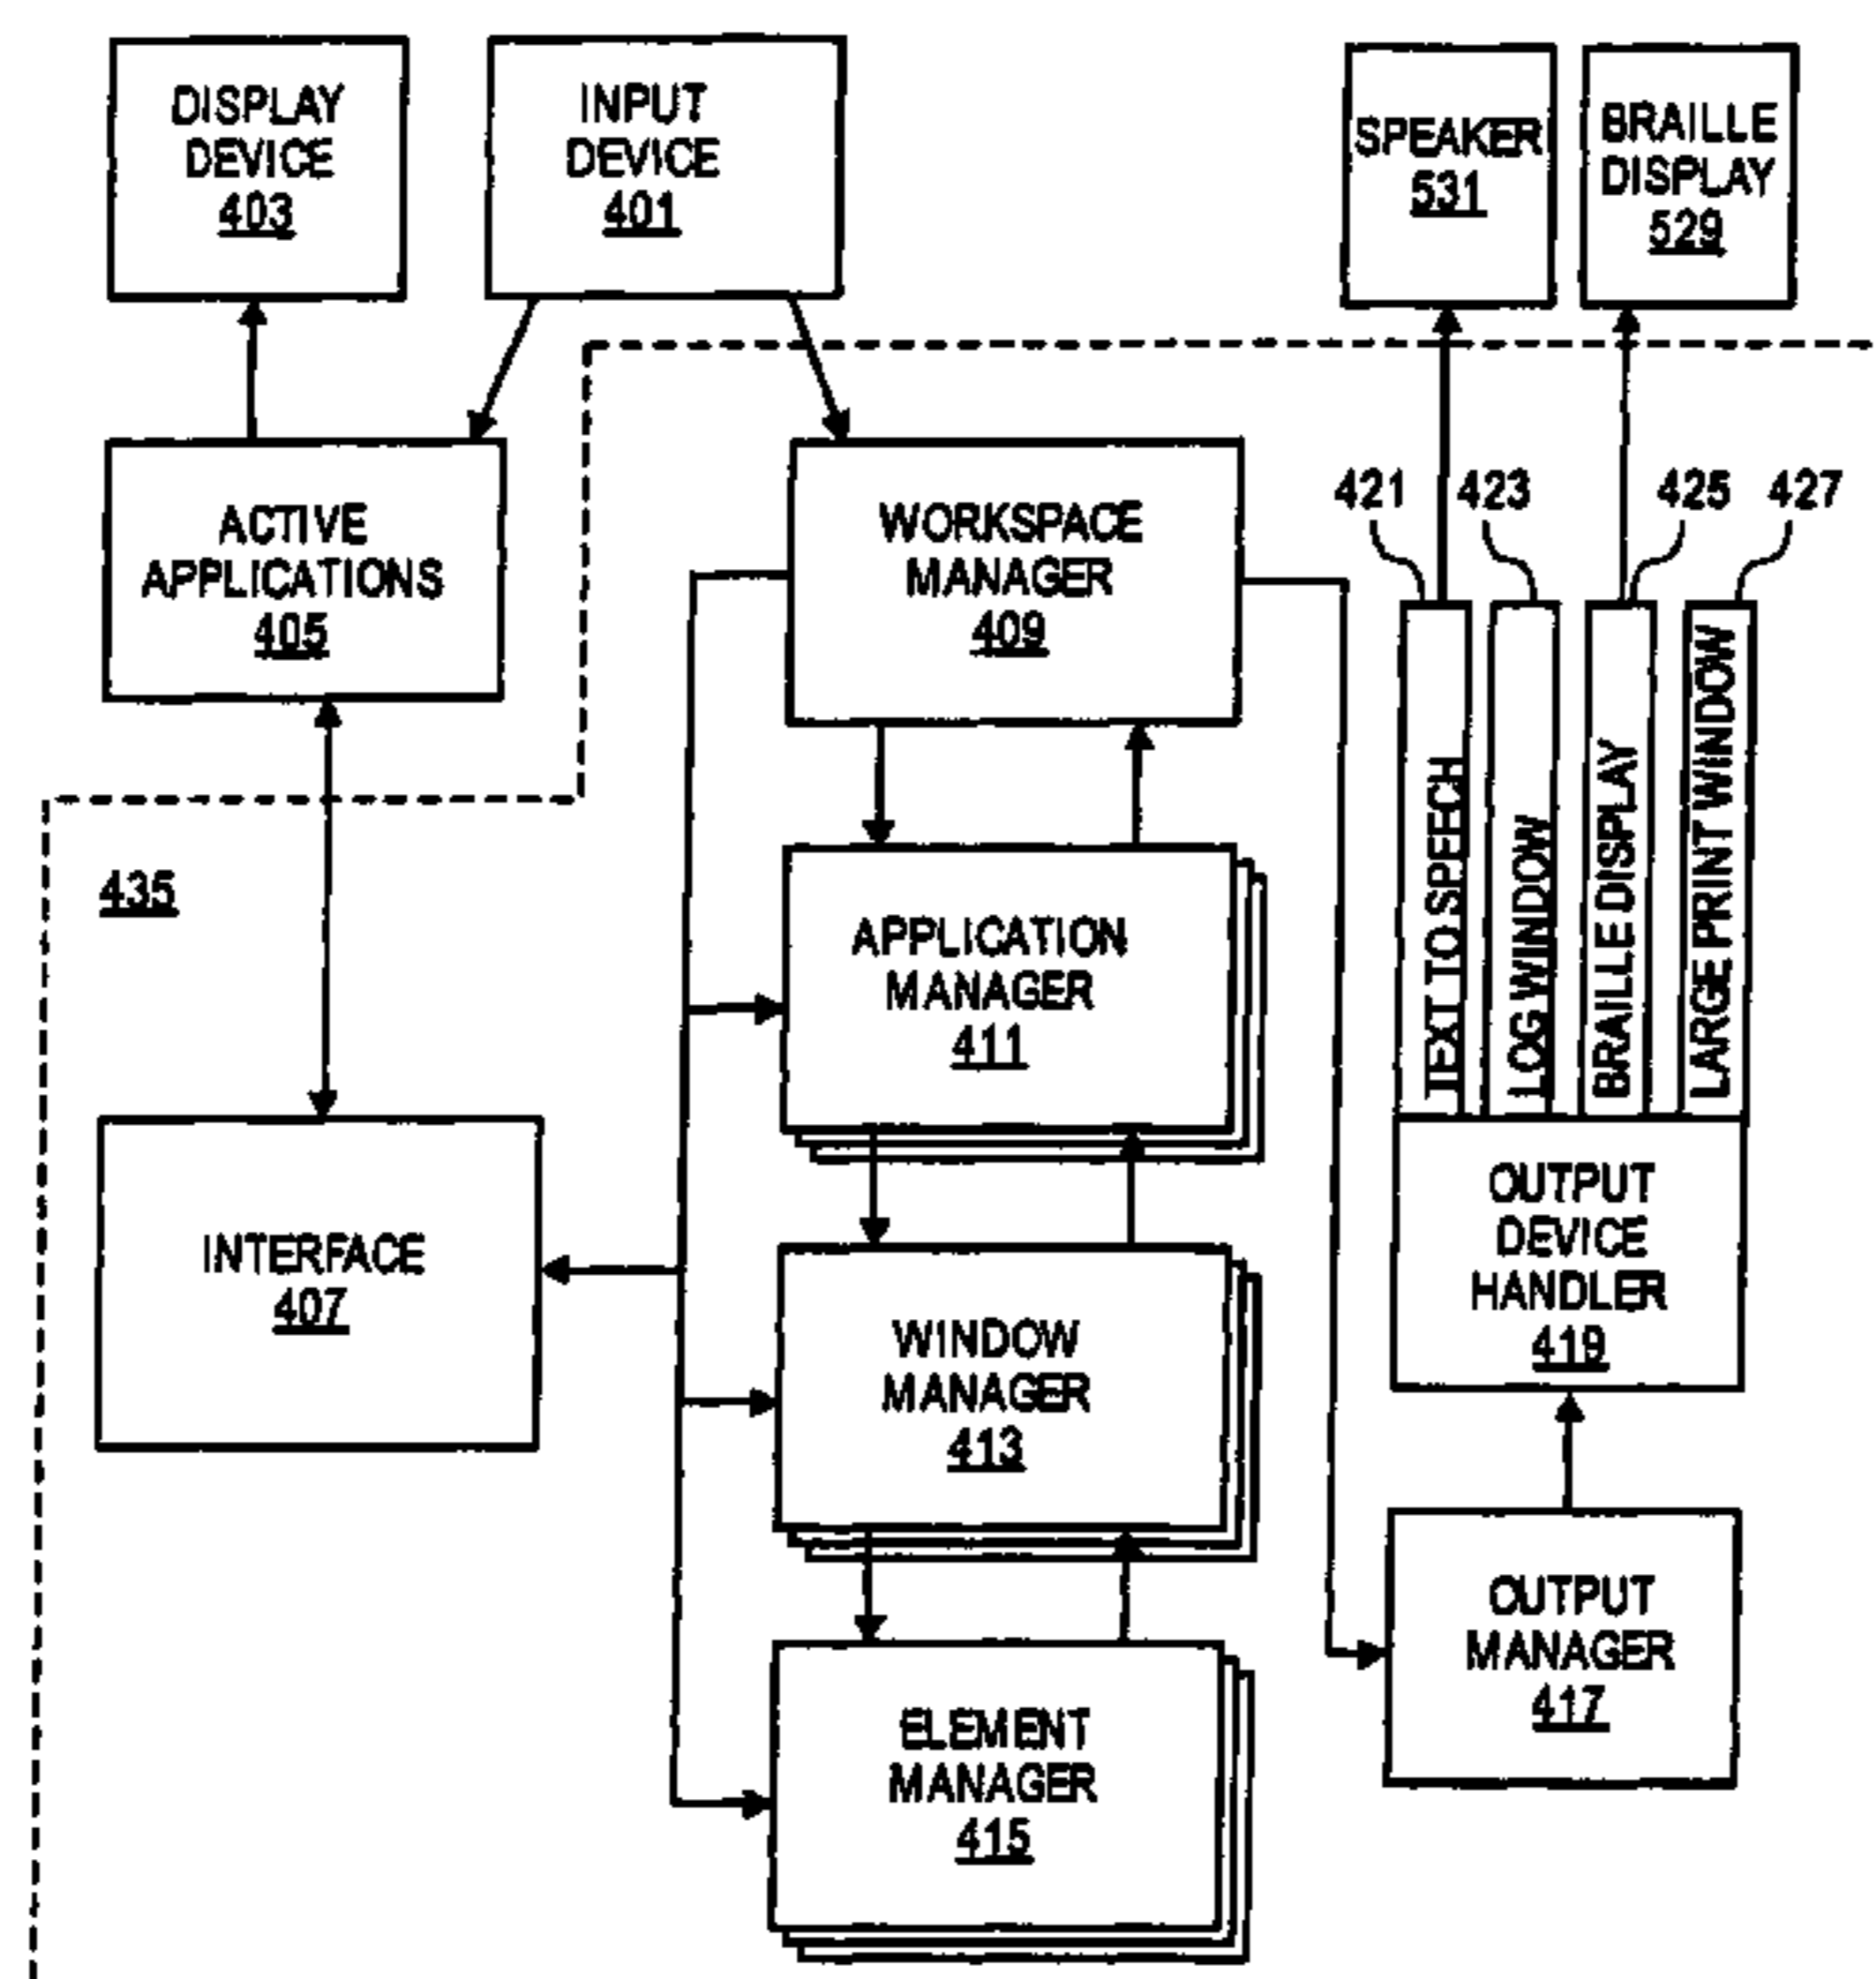 DISPLAY
DEVICE
403
INPUT
DEVICE
401
SPEAKER
531
BRAILLE
DISPLAY
529
ACTIVE
APPLICATIONS
405
WORKSPACE
MANAGER
409
421
423
425
427
TEXT TO SPEECH
LOG WINDOW
BRAILLE DISPLAY
LARGE PRINT WINDOW
435
APPLICATION
MANAGER
411
INTERFACE
407
WINDOW
MANAGER
413
OUTPUT
DEVICE
HANDLER
419
ELEMENT
MANAGER
415
OUTPUT
MANAGER
417